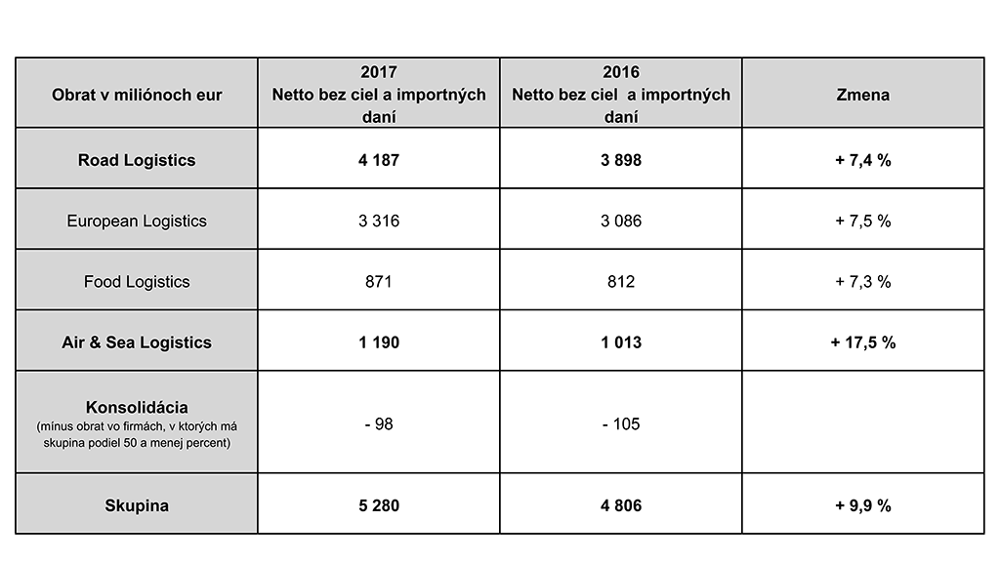 Obrat v miliónoch eur
2017
Netto bez ciel a importných
daní
2016
Netto bez ciel a importných
daní
Zmena
Road Logistics
4 187
3 898
+ 7,4 %
European Logistics
3 316
3 086
+ 7,5 %
Food Logistics
871
812
+ 7,3 %
Air & Sea Logistics
1 190
1 013
+ 17,5 %
Konsolidácia
(mínus obrat vo firmách, v ktorých má
skupina podiel 50 a menej percent)
- 98
- 105
Skupina
5 280
4 806
+ 9,9 %